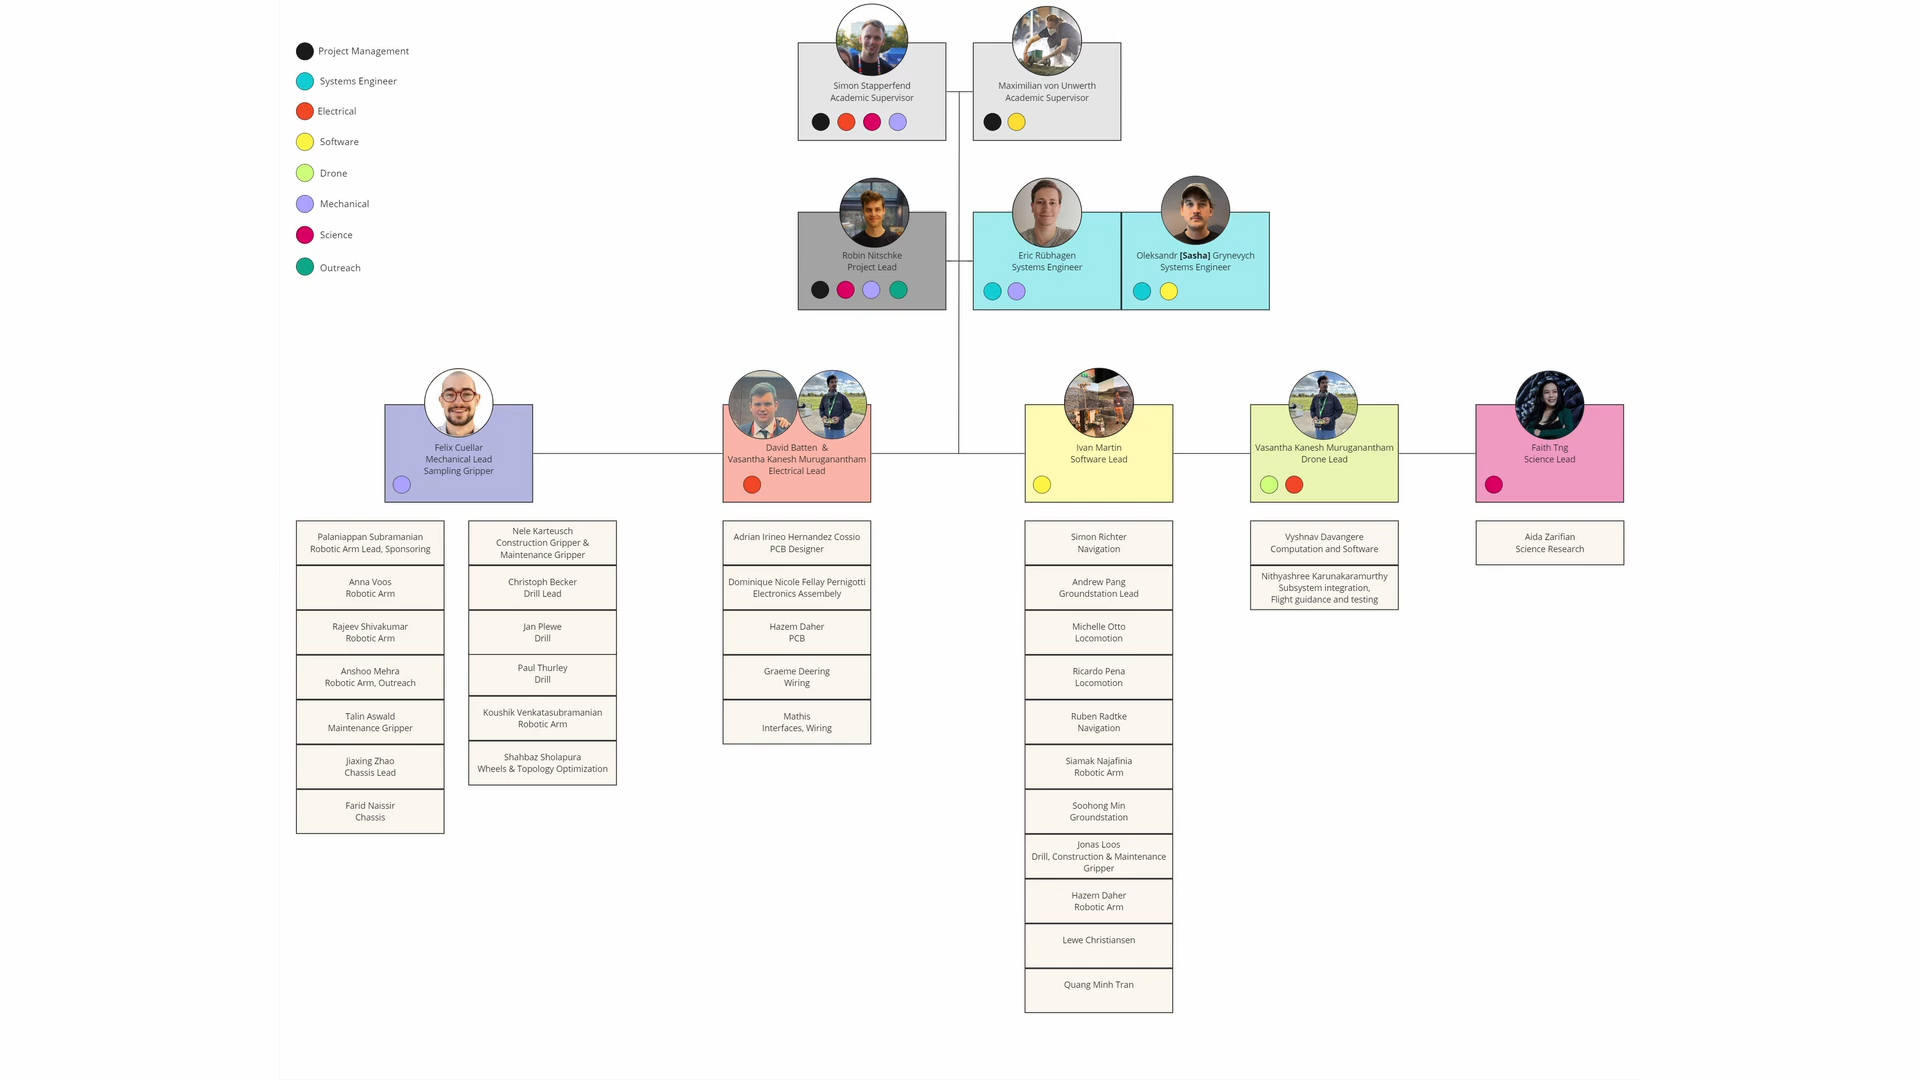 Project Management
Systems Engineer
Electrical
Software
Drone
Mechanical
Science
Outreach
Simon Stapperfend
Academic Supervisor
Maximilian von Unwerth
Academic Supervisor
Robin Nitschke
Project Lead
Eric Rübhagen
Systems Engineer
Oleksandr [Sasha] Grynevych
Systems Engineer
Felix Cuellar
Mechanical Lead
Sampling Gripper
David Batten &
Vasantha Kanesh Muruganantham
Electrical Lead
Ivan Martin
Software Lead
Vasantha Kanesh Muruganantham
Drone Lead
Faith Tng
Science Lead
Palaniappan Subramanian
Robotic Arm Lead, Sponsoring
Anna Voos
Robotic Arm
Rajeev Shivakumar
Robotic Arm
Anshoo Mehra
Robotic Arm, Outreach
Talin Aswald
Maintenance Gripper
Jiaxing Zhao
Chassis Lead
Farid Naissir
Chassis
Nele Karteusch
Construction Gripper &
Maintenance Gripper
Christoph Becker
Drill Lead
Jan Plewe
Drill
Paul Thurley
Drill
Koushik Venkatasubramanian
Robotic Arm
Shahbaz Sholapura
Wheels & Topology Optimization
Adrian Irineo Hernandez Cossio
PCB Designer
Dominique Nicole Fellay Pernigotti
Electronics Assembely
Hazem Daher
PCB
Graeme Deering
Wiring
Mathis
Interfaces, Wiring
Simon Richter
Navigation
Andrew Pang
Groundstation Lead
Michelle Otto
Locomotion
Ricardo Pena
Locomotion
Ruben Radtke
Navigation
Siamak Najafinia
Robotic Arm
Soohong Min
Groundstation
Jonas Loos
Drill, Construction & Maintenance
Gripper
Hazem Daher
Robotic Arm
Lewe Christiansen
Quang Minh Tran
Vyshnav Davangere
Computation and Software
Nithyashree Karunakaramurthy
Subsystem integration,
Flight guidance and testing
Aida Zarifian
Science Research